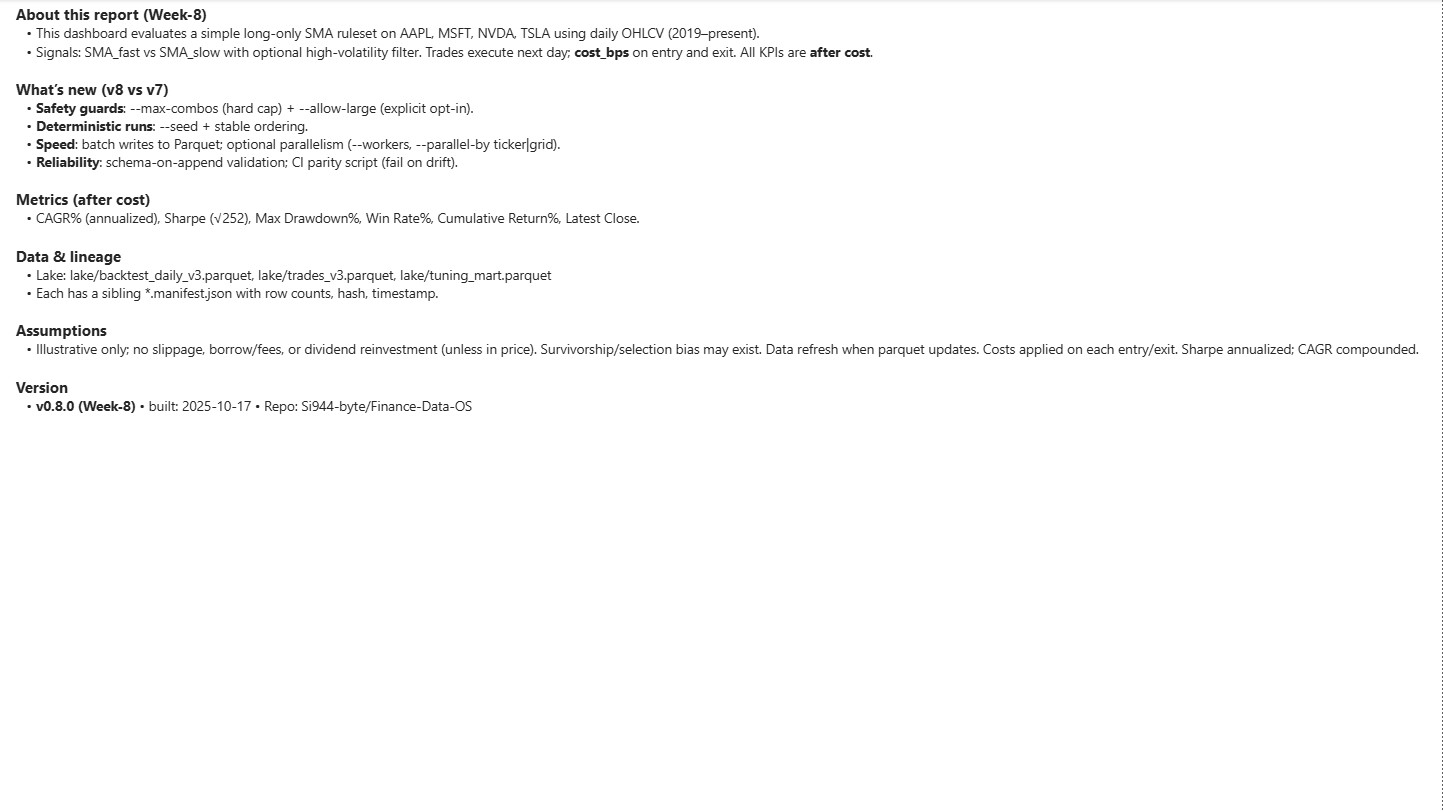 About this report (Week-8)
• This dashboard evaluates a simple long-only SMA ruleset on AAPL, MSFT, NVDA, TSLA using daily OHLCV (2019–present).
• Signals: SMA_fast vs SMA_slow with optional high-volatility filter. Trades execute next day; cost_bps on entry and exit. All KPIs are after cost.
What’s new (v8 vs v7)
• Safety guards: --max-combos (hard cap) + --allow-large (explicit opt-in).
• Deterministic runs: --seed + stable ordering.
• Speed: batch writes to Parquet; optional parallelism (--workers, --parallel-by ticker|grid).
• Reliability: schema-on-append validation; CI parity script (fail on drift).
Metrics (after cost)
• CAGR% (annualized), Sharpe (√252), Max Drawdown%, Win Rate%, Cumulative Return%, Latest Close.
Data & lineage
• Lake: lake/backtest_daily_v3.parquet, lake/trades_v3.parquet, lake/tuning_mart.parquet
• Each has a sibling *.manifest.json with row counts, hash, timestamp.
Assumptions
• Illustrative only; no slippage, borrow/fees, or dividend reinvestment (unless in price). Survivorship/selection bias may exist. Data refresh when parquet updates. Costs applied on each entry/exit. Sharpe annualized; CAGR compounded.
Version
• v0.8.0 (Week-8) • built: 2025-10-17 • Repo: Si944-byte/Finance-Data-OS